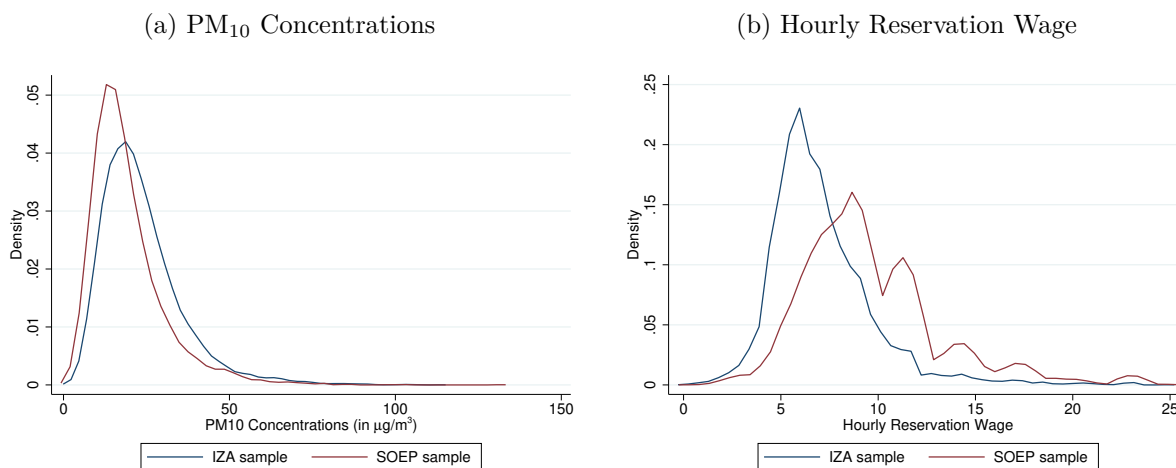 (a) PM₁₀ Concentrations
.05
.04
.03
.02
.01
0
Density
0 50 100 150
PM10 Concentrations (in μg/m³)
IZA sample SOEP sample
(b) Hourly Reservation Wage
.25
.2
.15
.1
.05
0
Density
0 5 10 15 20 25
Hourly Reservation Wage
IZA sample SOEP sample